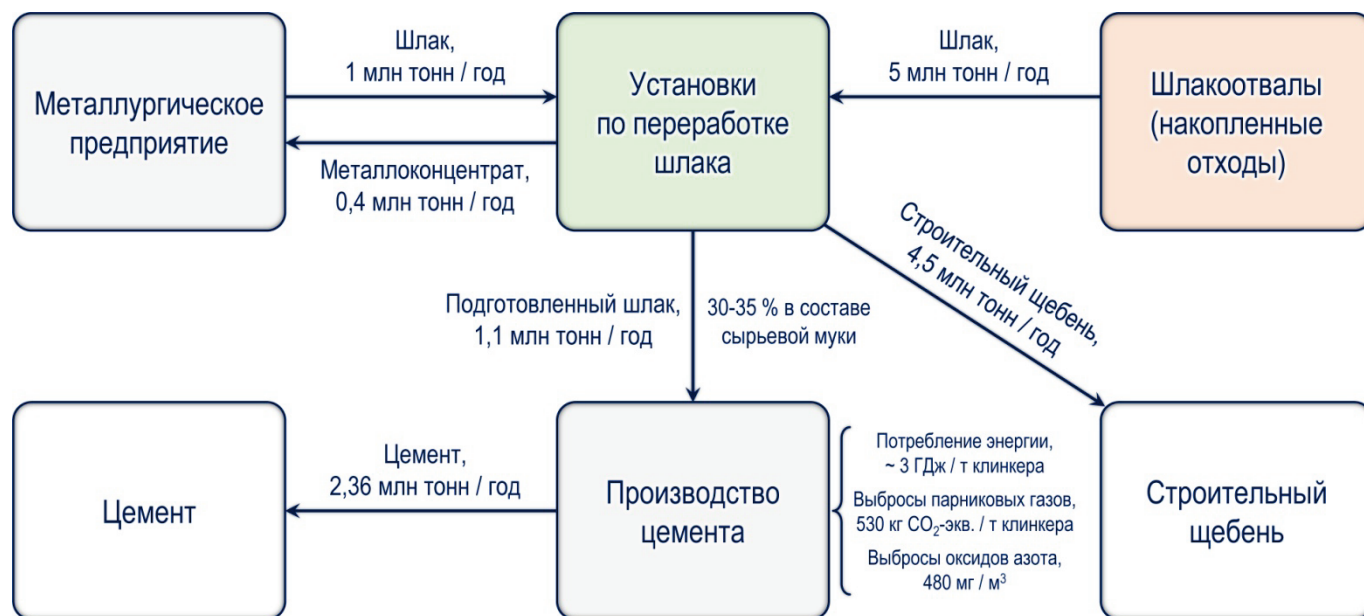 Шлак,
1 млн тонн / год
Шлак,
5 млн тонн / год
Металлургическое
предприятие
Установки
по переработке
шлака
Шлакоотвалы
(накопленные
отходы)
Металлоконцентрат,
0,4 млн тонн / год
Строительный щебень,
4,5 млн тонн / год
Подготовленный шлак,
1,1 млн тонн / год
30-35 % в составе
сырьевой муки
Цемент
Цемент,
2,36 млн тонн / год
Производство
цемента
Потребление энергии,
~ 3 ГДж / т клинкера
Выбросы парниковых газов,
530 кг CO₂-экв. / т клинкера
Выбросы оксидов азота,
480 мг / м³
Строительный
щебень